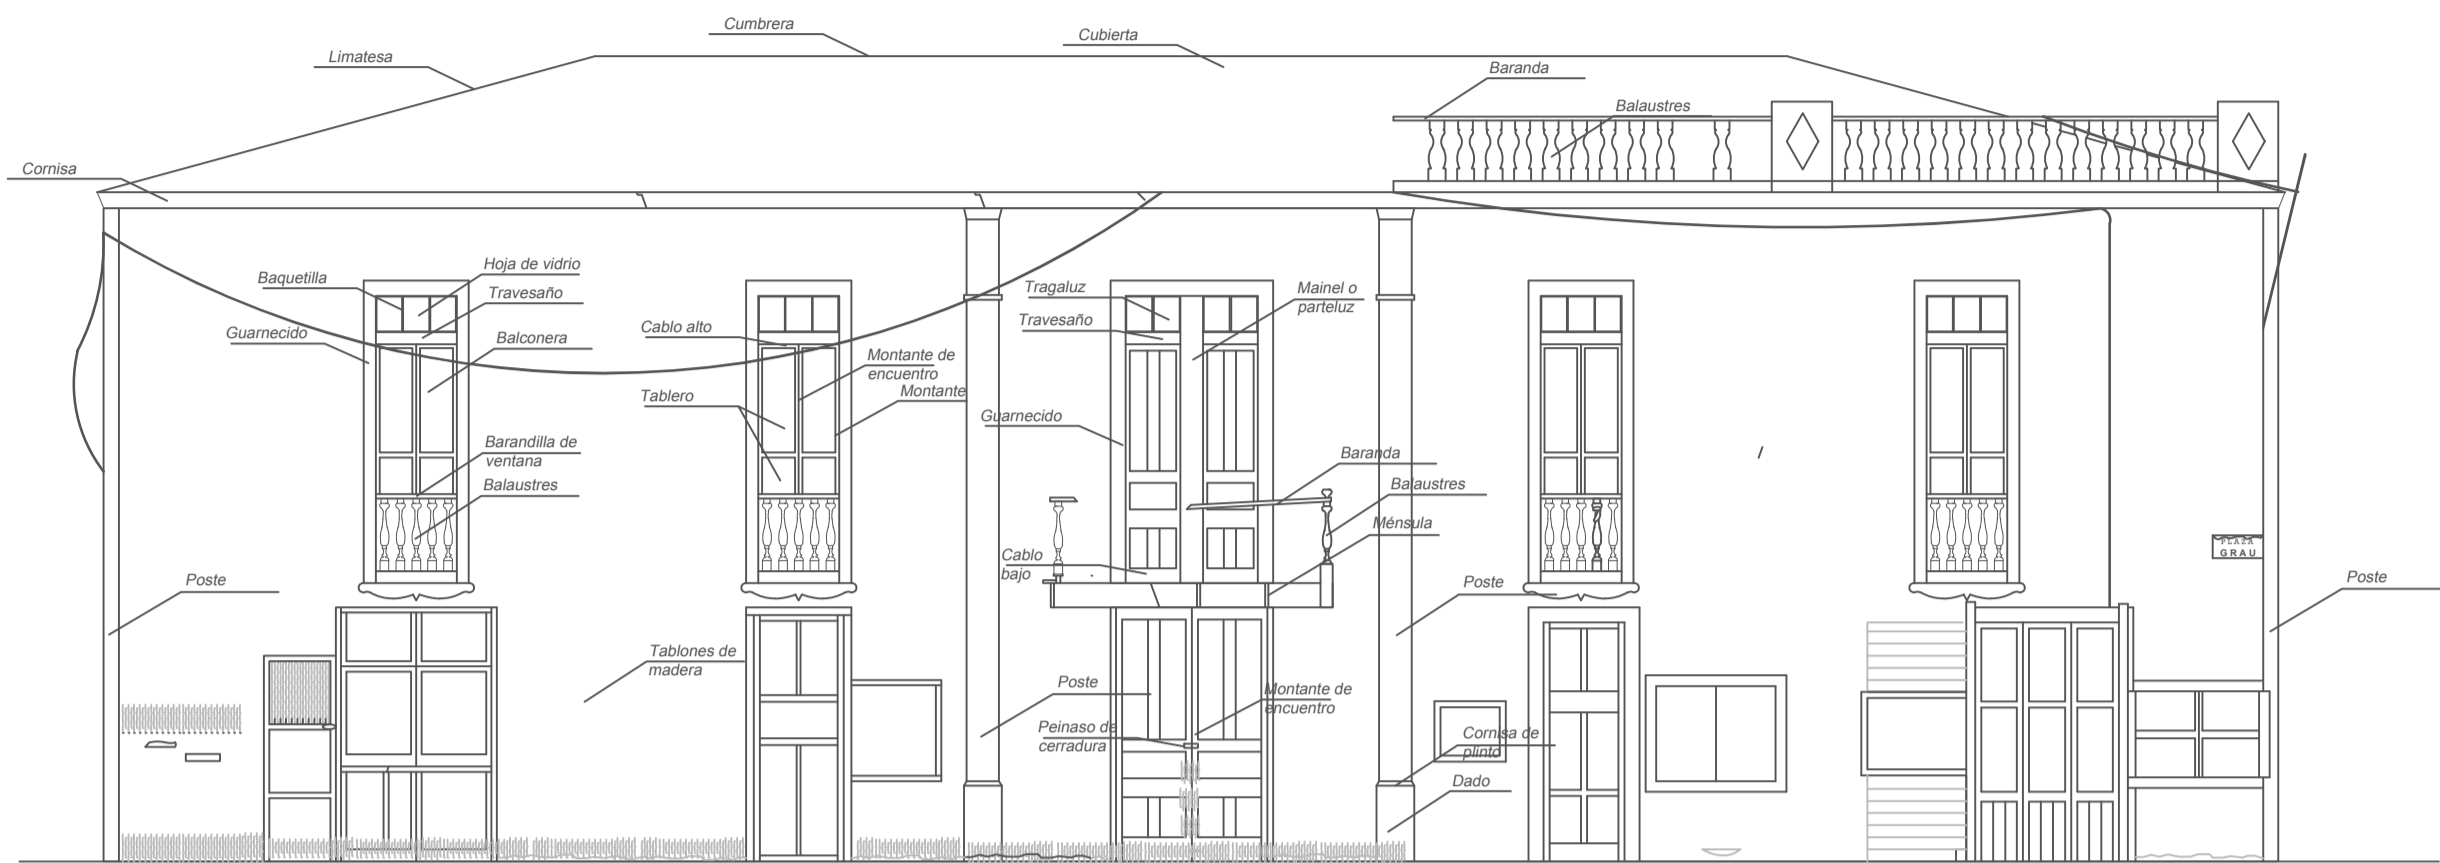 Cumbrera
Cubierta
Limatesa
Baranda
Balaustres
Cornisa
Hoja de vidrio
Baquetilla
Travesaño
Guarnecido
Balconera
Cablo alto
Montante de
encuentro
Tablero
Montante
Tragaluz
Mainel o
parteluz
Travesaño
Guarnecido
Barandilla de
ventana
Balaustres
Baranda
Balaustres
Ménsula
Cablo
bajo
PLAZA
GRAU
Poste
Poste
Poste
Tablones de
madera
Poste
Montante de
encuentro
Peinaso de
cerradura
Cornisa de
plinto
Dado